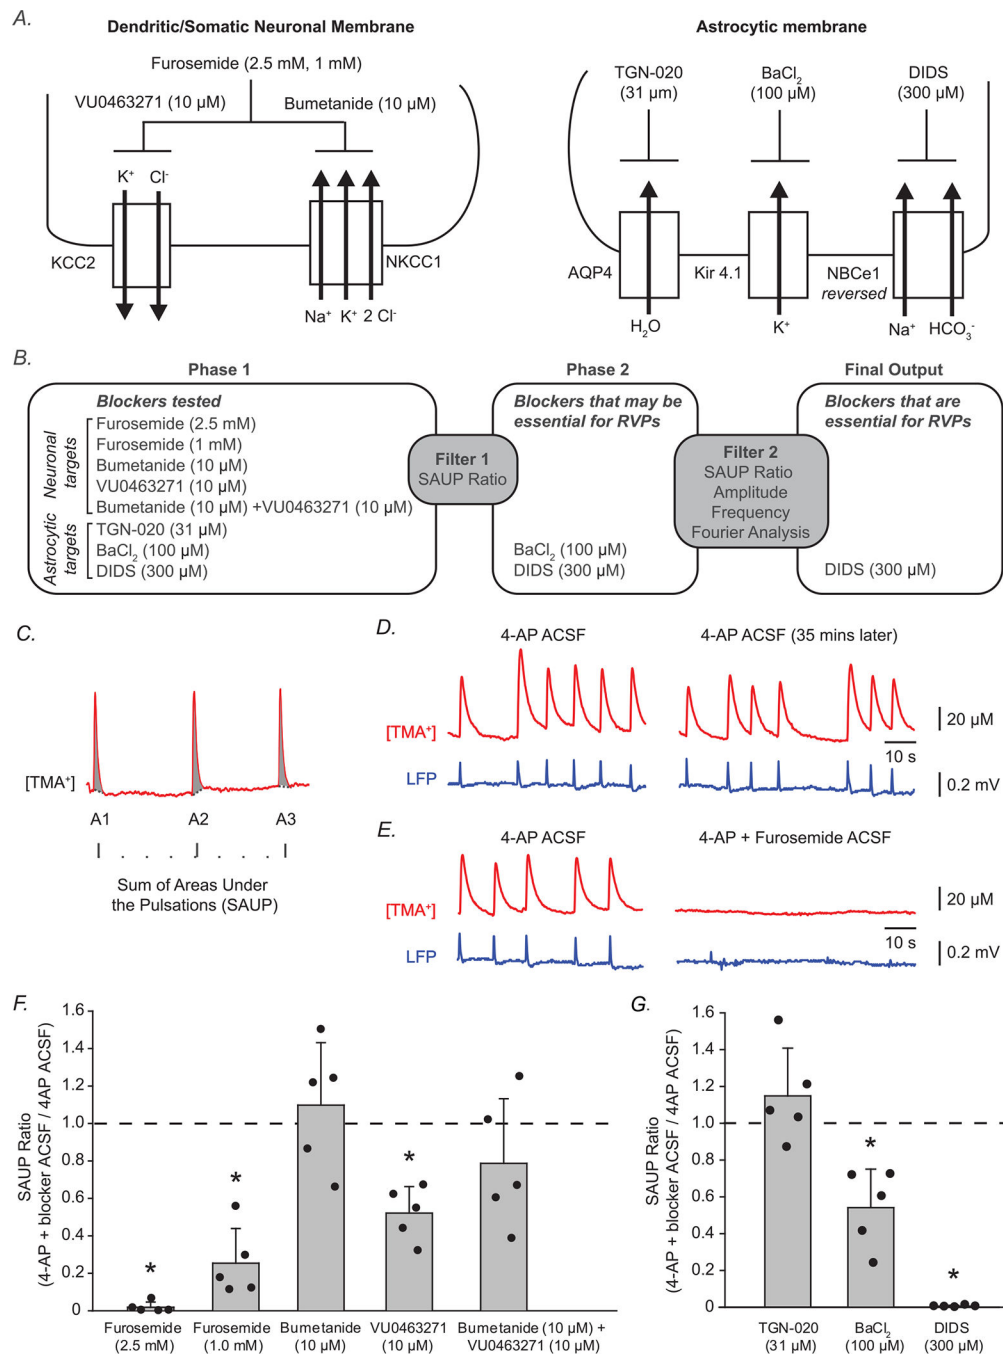 A.
Dendritic/Somatic Neuronal Membrane
Furosemide (2.5 mM, 1 mM)
VU0463271 (10 µM)
Bumetanide (10 µM)
K⁺ Cl⁻
KCC2
NKCC1
Na⁺ K⁺ 2 Cl⁻
Astrocytic membrane
TGN-020
(31 µm)
BaCl₂
(100 µM)
DIDS
(300 µM)
AQP4
Kir 4.1
NBCe1
reversed
H₂O
K⁺
Na⁺ HCO₃⁻
B.
Phase 1
Blockers tested
Neuronal
targets
Furosemide (2.5 mM)
Furosemide (1 mM)
Bumetanide (10 µM)
VU0463271 (10 µM)
Bumetanide (10 µM) +VU0463271 (10 µM)
Astrocytic
targets
TGN-020 (31 µM)
BaCl₂ (100 µM)
DIDS (300 µM)
Filter 1
SAUP Ratio
Phase 2
Blockers that may be
essential for RVPs
BaCl₂ (100 µM)
DIDS (300 µM)
Filter 2
SAUP Ratio
Amplitude
Frequency
Fourier Analysis
Final Output
Blockers that are
essential for RVPs
DIDS (300 µM)
C.
[TMA⁺]
A1 A2 A3
Sum of Areas Under
the Pulsations (SAUP)
D.
4-AP ACSF
4-AP ACSF (35 mins later)
[TMA⁺]
20 µM
10 s
LFP
0.2 mV
E.
4-AP ACSF
4-AP + Furosemide ACSF
[TMA⁺]
20 µM
10 s
LFP
0.2 mV
F.
SAUP Ratio
(4-AP + blocker ACSF / 4AP ACSF)
1.6
1.4
1.2
1.0
0.8
0.6
0.4
0.2
0
*
*
*
Furosemide
(2.5 mM)
Furosemide
(1.0 mM)
Bumetanide
(10 µM)
VU0463271
(10 µM)
Bumetanide (10 µM) +
VU0463271 (10 µM)
G.
SAUP Ratio
(4-AP + blocker ACSF / 4AP ACSF)
1.6
1.4
1.2
1.0
0.8
0.6
0.4
0.2
0
*
*
TGN-020
(31 µM)
BaCl₂
(100 µM)
DIDS
(300 µM)